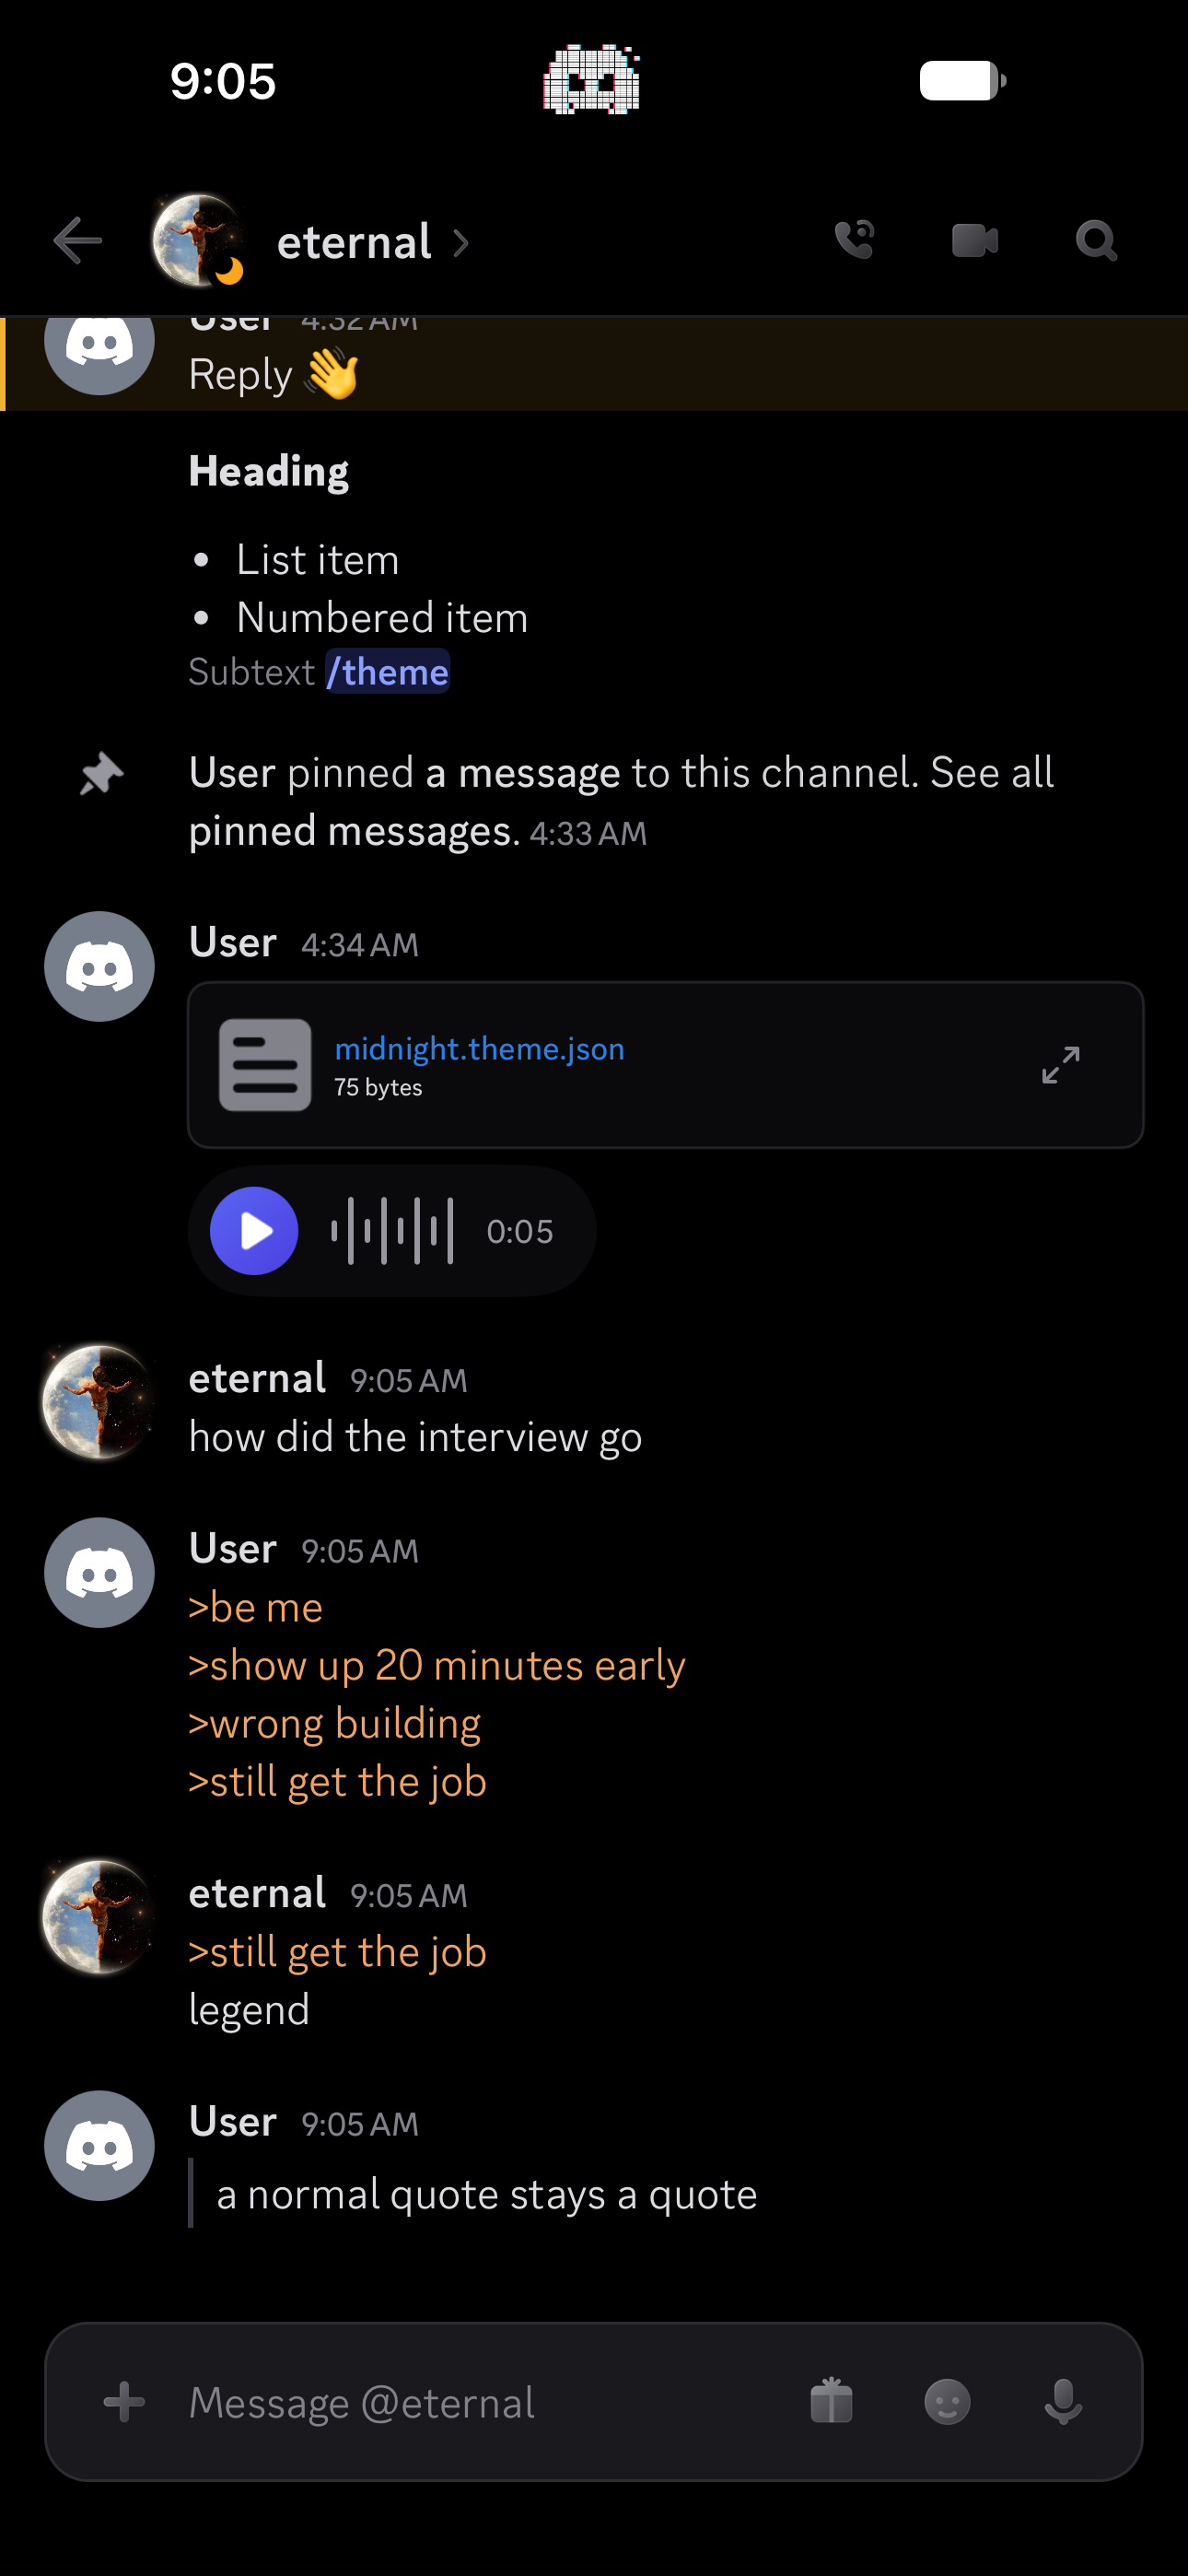 9:05
eternal
User 4:32 AM
Reply 👋
Heading
• List item
• Numbered item
Subtext /theme
User pinned a message to this channel. See all
pinned messages. 4:33 AM
User 4:34 AM
midnight.theme.json
75 bytes
0:05
eternal 9:05 AM
how did the interview go
User 9:05 AM
>be me
>show up 20 minutes early
>wrong building
>still get the job
eternal 9:05 AM
>still get the job
legend
User 9:05 AM
a normal quote stays a quote
Message @eternal